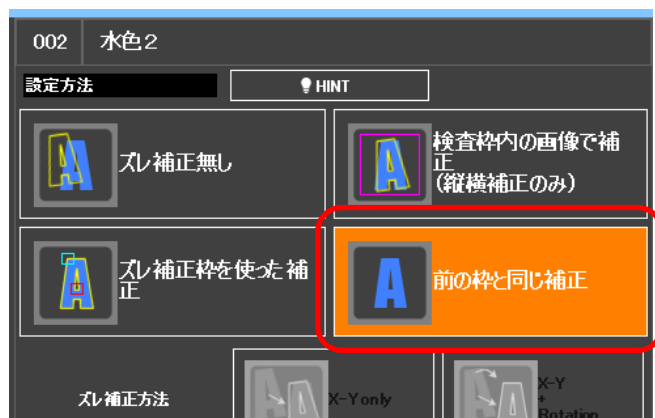 002 水色2
設定方法 HINT
ズレ補正無し
検査枠内の画像で補
正
(縦横補正のみ)
ズレ補正枠を使った補
正
前の枠と同じ補正
ズレ補正方法
X-Y only
X-Y
+
Rotation